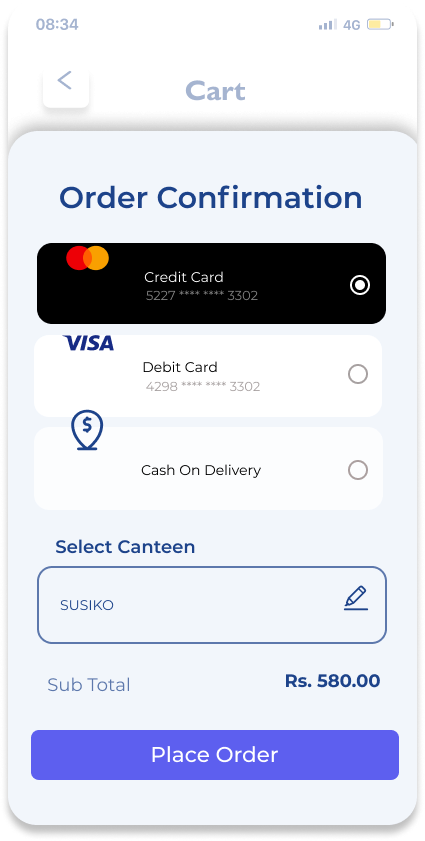 08:34
4G
Cart
Order Confirmation
Credit Card
5227 **** **** 3302
VISA
Debit Card
4298 **** **** 3302
$
Cash On Delivery
Select Canteen
SUSIKO
Sub Total
Rs. 580.00
Place Order